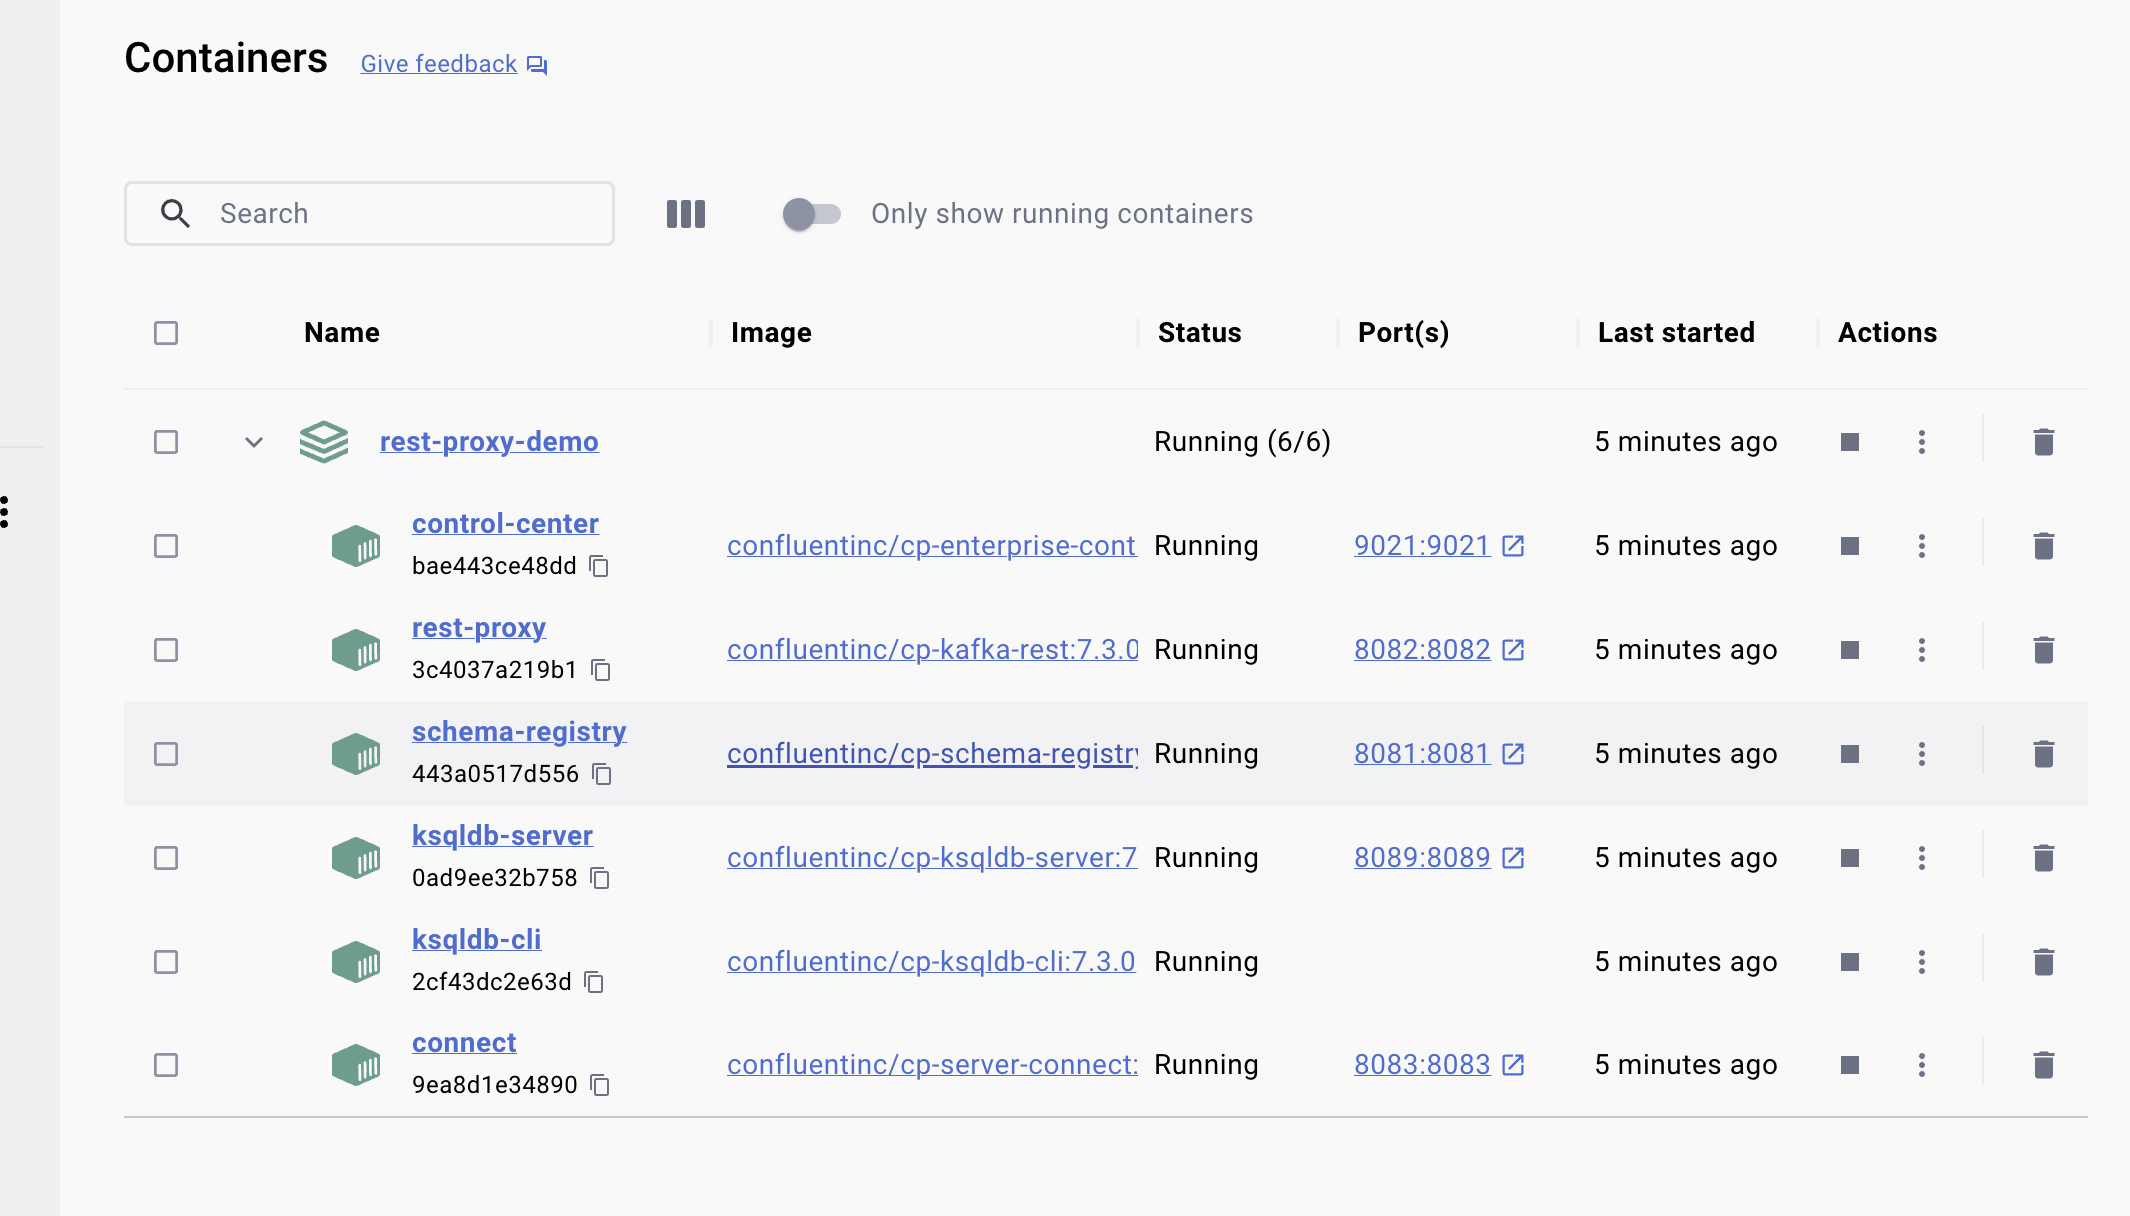 Containers
Give feedback
Search
Only show running containers
Name Image Status Port(s) Last started Actions
rest-proxy-demo Running (6/6) 5 minutes ago
control-center
bae443ce48dd
confluentinc/cp-enterprise-cont Running 9021:9021 5 minutes ago
rest-proxy
3c4037a219b1
confluentinc/cp-kafka-rest:7.3.0 Running 8082:8082 5 minutes ago
schema-registry
443a0517d556
confluentinc/cp-schema-registry Running 8081:8081 5 minutes ago
ksqldb-server
0ad9ee32b758
confluentinc/cp-ksqldb-server:7 Running 8089:8089 5 minutes ago
ksqldb-cli
2cf43dc2e63d
confluentinc/cp-ksqldb-cli:7.3.0 Running 5 minutes ago
connect
9ea8d1e34890
confluentinc/cp-server-connect: Running 8083:8083 5 minutes ago